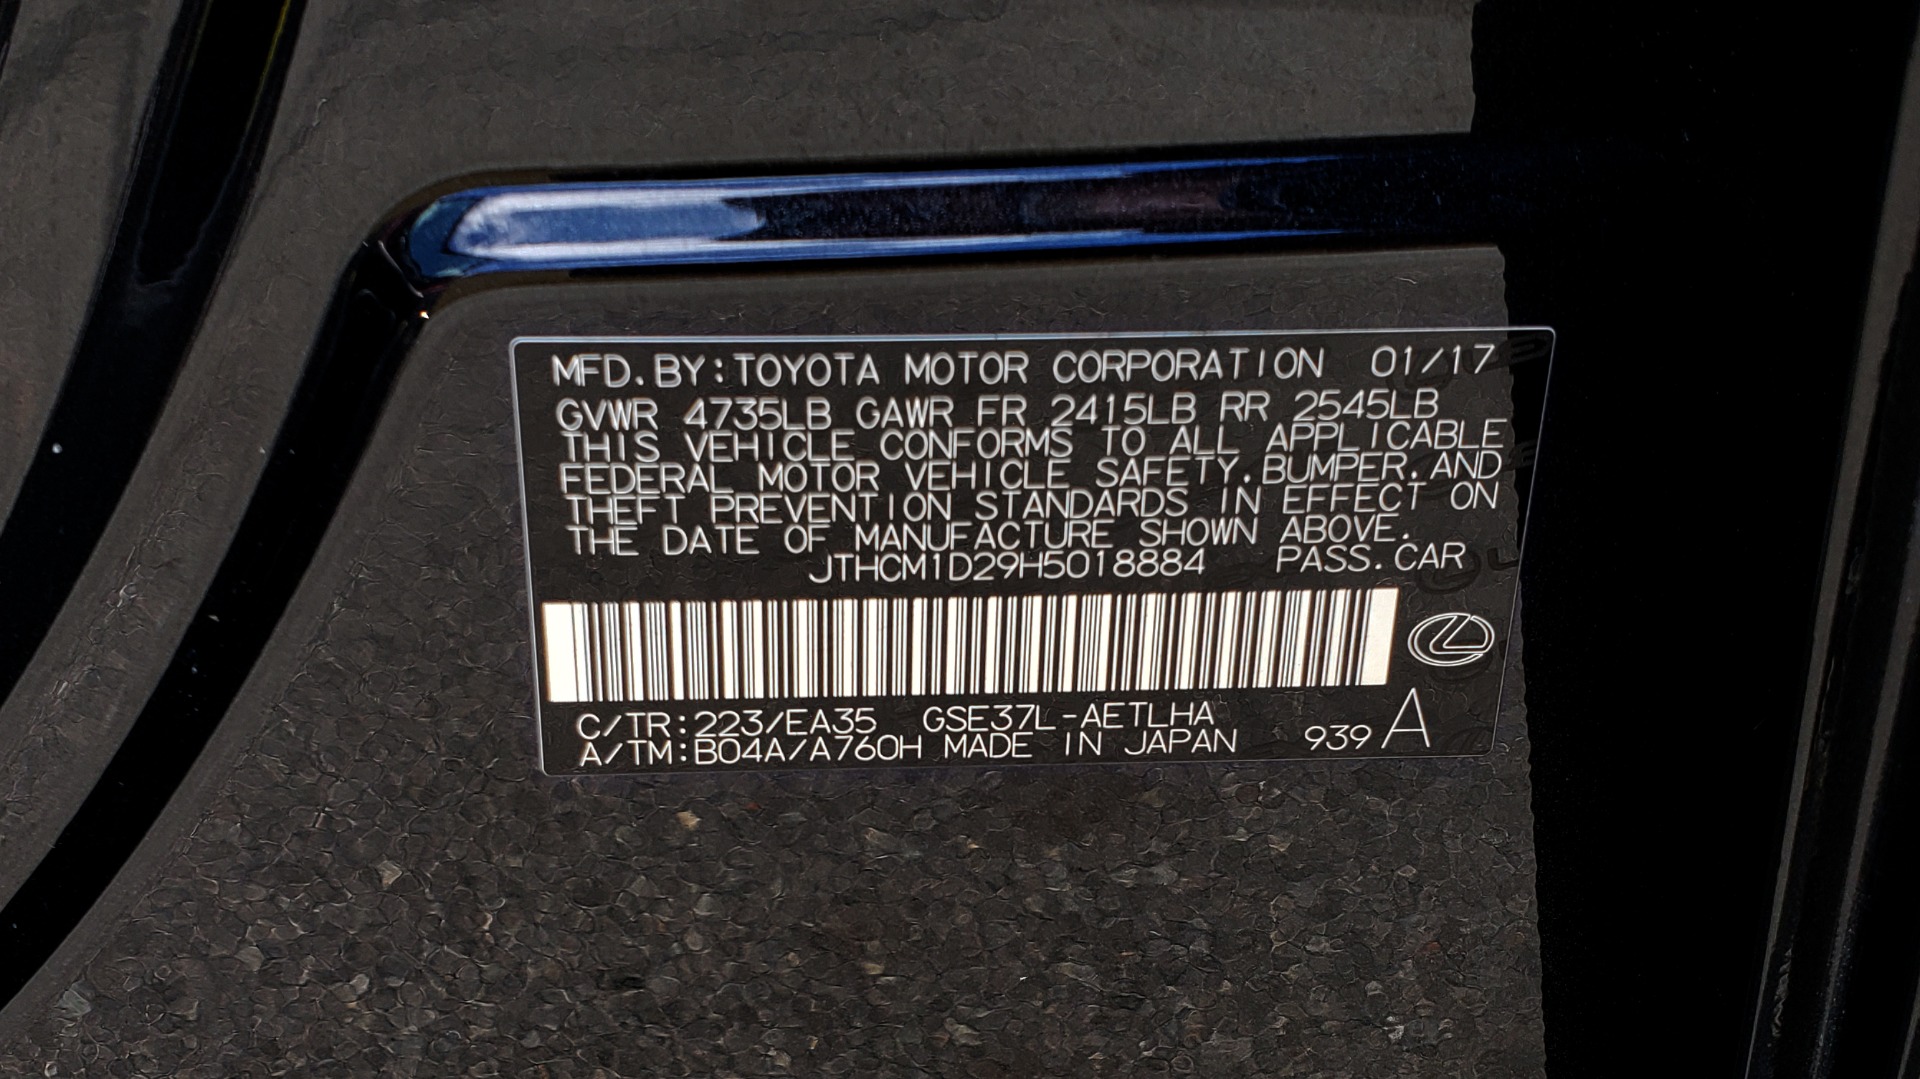 MFD.BY:TOYOTA MOTOR CORPORATION 01/17
GVWR 4735LB GAWR FR 2415LB RR 2545LB
THIS VEHICLE CONFORMS TO ALL APPLICABLE
FEDERAL MOTOR VEHICLE SAFETY.BUMPER.AND
THEFT PREVENTION STANDARDS IN EFFECT ON
THE DATE OF MANUFACTURE SHOWN ABOVE.
JTHCM1D29H5018884 PASS.CAR
C/TR:223/EA35 GSE37L-AETLHA
A/TM:B04A/A760H MADE IN JAPAN 939 A